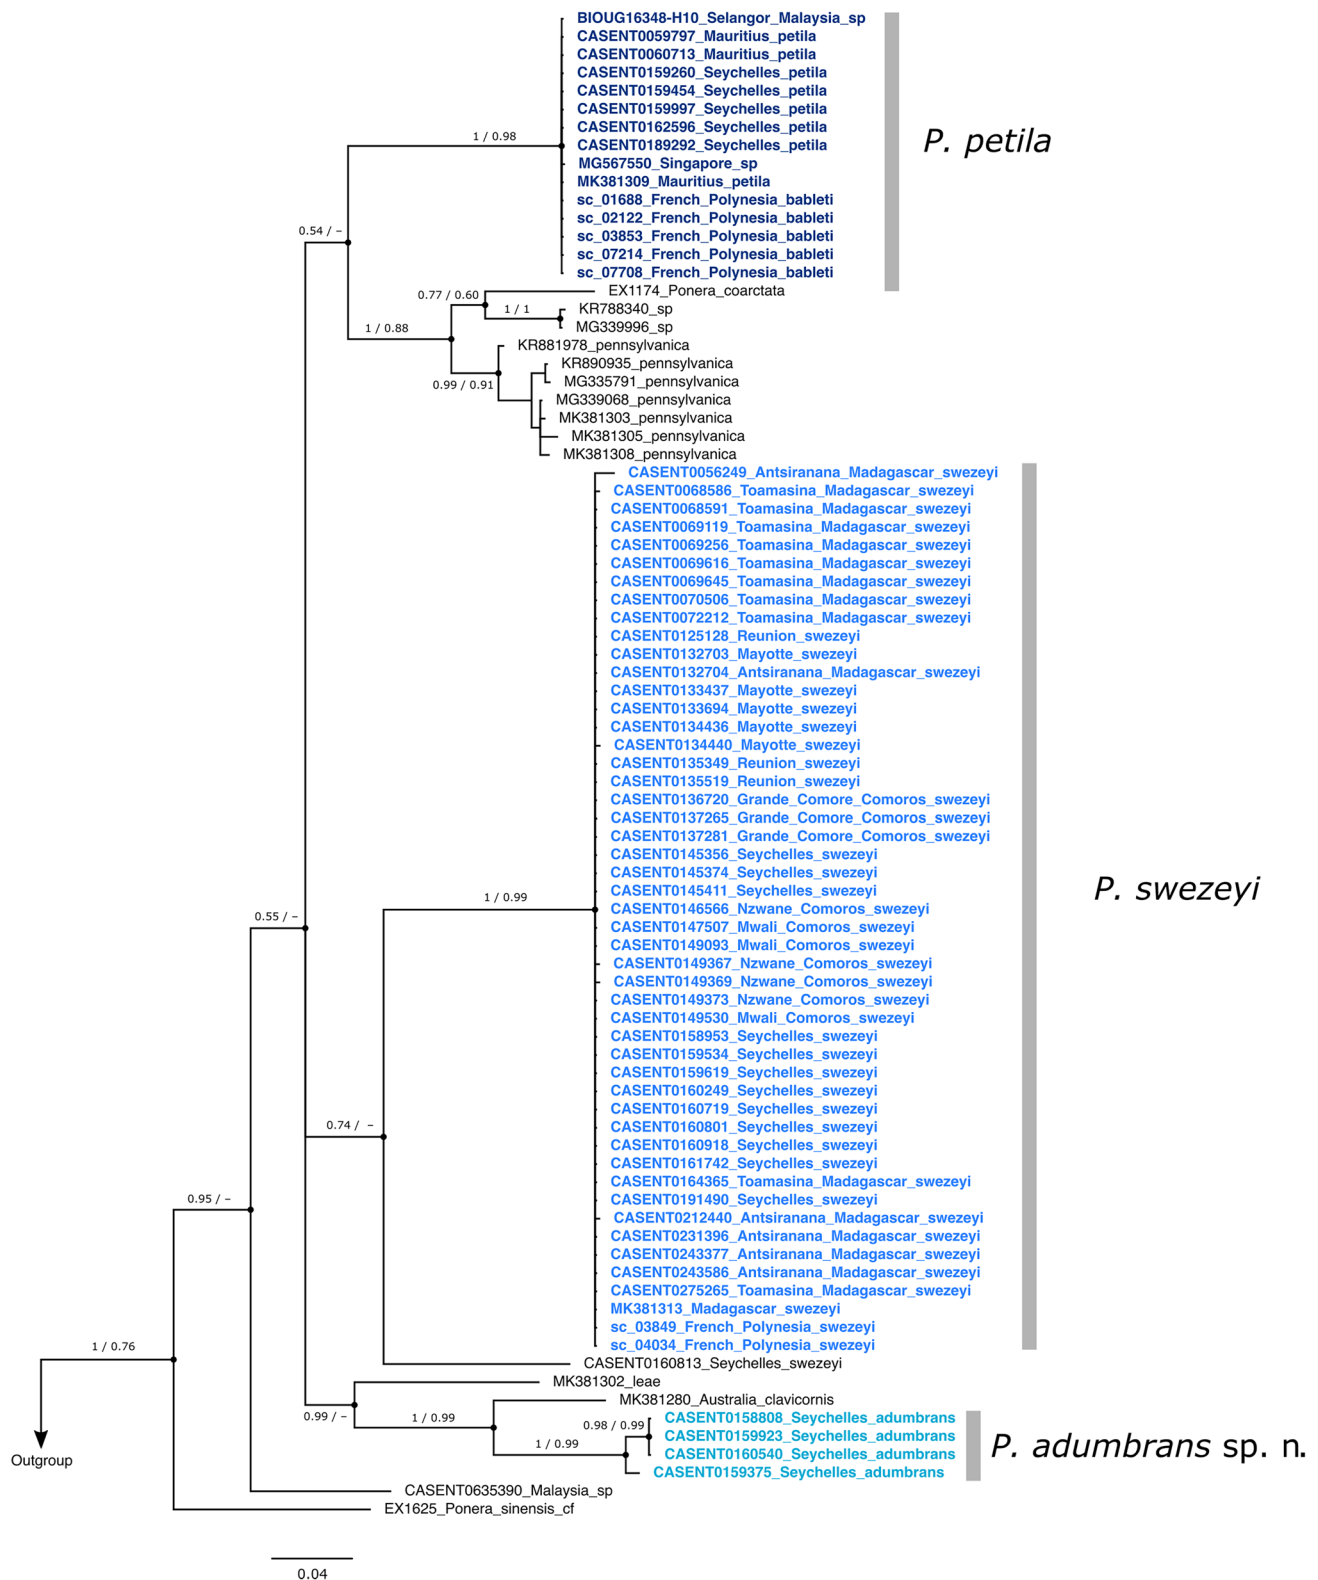 BIOUG16348-H10_Selangor_Malaysia_sp
CASENT0059797_Mauritius_petila
CASENT0060713_Mauritius_petila
CASENT0159260_Seychelles_petila
CASENT0159454_Seychelles_petila
CASENT0159997_Seychelles_petila
CASENT0162596_Seychelles_petila
1 / 0.98
P. petila
CASENT0189292_Seychelles_petila
MG567550_Singapore_sp
MK381309_Mauritius_petila
sc_01688_French_Polynesia_bableti
sc_02122_French_Polynesia_bableti
0.54 / –
sc_03853_French_Polynesia_bableti
sc_07214_French_Polynesia_bableti
sc_07708_French_Polynesia_bableti
0.77 / 0.60
EX1174_Ponera_coarctata
1 / 1
KR788340_sp
1 / 0.88
MG339996_sp
KR881978_pennsylvanica
KR890935_pennsylvanica
0.99 / 0.91
MG335791_pennsylvanica
MG339068_pennsylvanica
MK381303_pennsylvanica
MK381305_pennsylvanica
MK381308_pennsylvanica
CASENT0056249_Antsiranana_Madagascar_swezeyi
CASENT0068586_Toamasina_Madagascar_swezeyi
CASENT0068591_Toamasina_Madagascar_swezeyi
CASENT0069119_Toamasina_Madagascar_swezeyi
CASENT0069256_Toamasina_Madagascar_swezeyi
CASENT0069616_Toamasina_Madagascar_swezeyi
CASENT0069645_Toamasina_Madagascar_swezeyi
CASENT0070506_Toamasina_Madagascar_swezeyi
CASENT0072212_Toamasina_Madagascar_swezeyi
CASENT0125128_Reunion_swezeyi
CASENT0132703_Mayotte_swezeyi
CASENT0132704_Antsiranana_Madagascar_swezeyi
CASENT0133437_Mayotte_swezeyi
CASENT0133694_Mayotte_swezeyi
CASENT0134436_Mayotte_swezeyi
CASENT0134440_Mayotte_swezeyi
CASENT0135349_Reunion_swezeyi
CASENT0135519_Reunion_swezeyi
CASENT0136720_Grande_Comore_Comoros_swezeyi
CASENT0137265_Grande_Comore_Comoros_swezeyi
CASENT0137281_Grande_Comore_Comoros_swezeyi
CASENT0145356_Seychelles_swezeyi
CASENT0145374_Seychelles_swezeyi
P. swezeyi
CASENT0145411_Seychelles_swezeyi
1 / 0.99
CASENT0146566_Nzwane_Comoros_swezeyi
0.55 / –
CASENT0147507_Mwali_Comoros_swezeyi
CASENT0149093_Mwali_Comoros_swezeyi
CASENT0149367_Nzwane_Comoros_swezeyi
CASENT0149369_Nzwane_Comoros_swezeyi
CASENT0149373_Nzwane_Comoros_swezeyi
CASENT0149530_Mwali_Comoros_swezeyi
CASENT0158953_Seychelles_swezeyi
CASENT0159534_Seychelles_swezeyi
CASENT0159619_Seychelles_swezeyi
CASENT0160249_Seychelles_swezeyi
CASENT0160719_Seychelles_swezeyi
0.74 / –
CASENT0160801_Seychelles_swezeyi
CASENT0160918_Seychelles_swezeyi
CASENT0161742_Seychelles_swezeyi
CASENT0164365_Toamasina_Madagascar_swezeyi
0.95 / –
CASENT0191490_Seychelles_swezeyi
CASENT0212440_Antsiranana_Madagascar_swezeyi
CASENT0231396_Antsiranana_Madagascar_swezeyi
CASENT0243377_Antsiranana_Madagascar_swezeyi
CASENT0243586_Antsiranana_Madagascar_swezeyi
CASENT0275265_Toamasina_Madagascar_swezeyi
MK381313_Madagascar_swezeyi
sc_03849_French_Polynesia_swezeyi
1 / 0.76
sc_04034_French_Polynesia_swezeyi
CASENT0160813_Seychelles_swezeyi
MK381302_leae
MK381280_Australia_clavicornis
0.99 / –
1 / 0.99
0.98 / 0.99
CASENT0158808_Seychelles_adumbrans
CASENT0159923_Seychelles_adumbrans
1 / 0.99
P. adumbrans sp. n.
CASENT0160540_Seychelles_adumbrans
Outgroup
CASENT0159375_Seychelles_adumbrans
CASENT0635390_Malaysia_sp
EX1625_Ponera_sinensis_cf
0.04